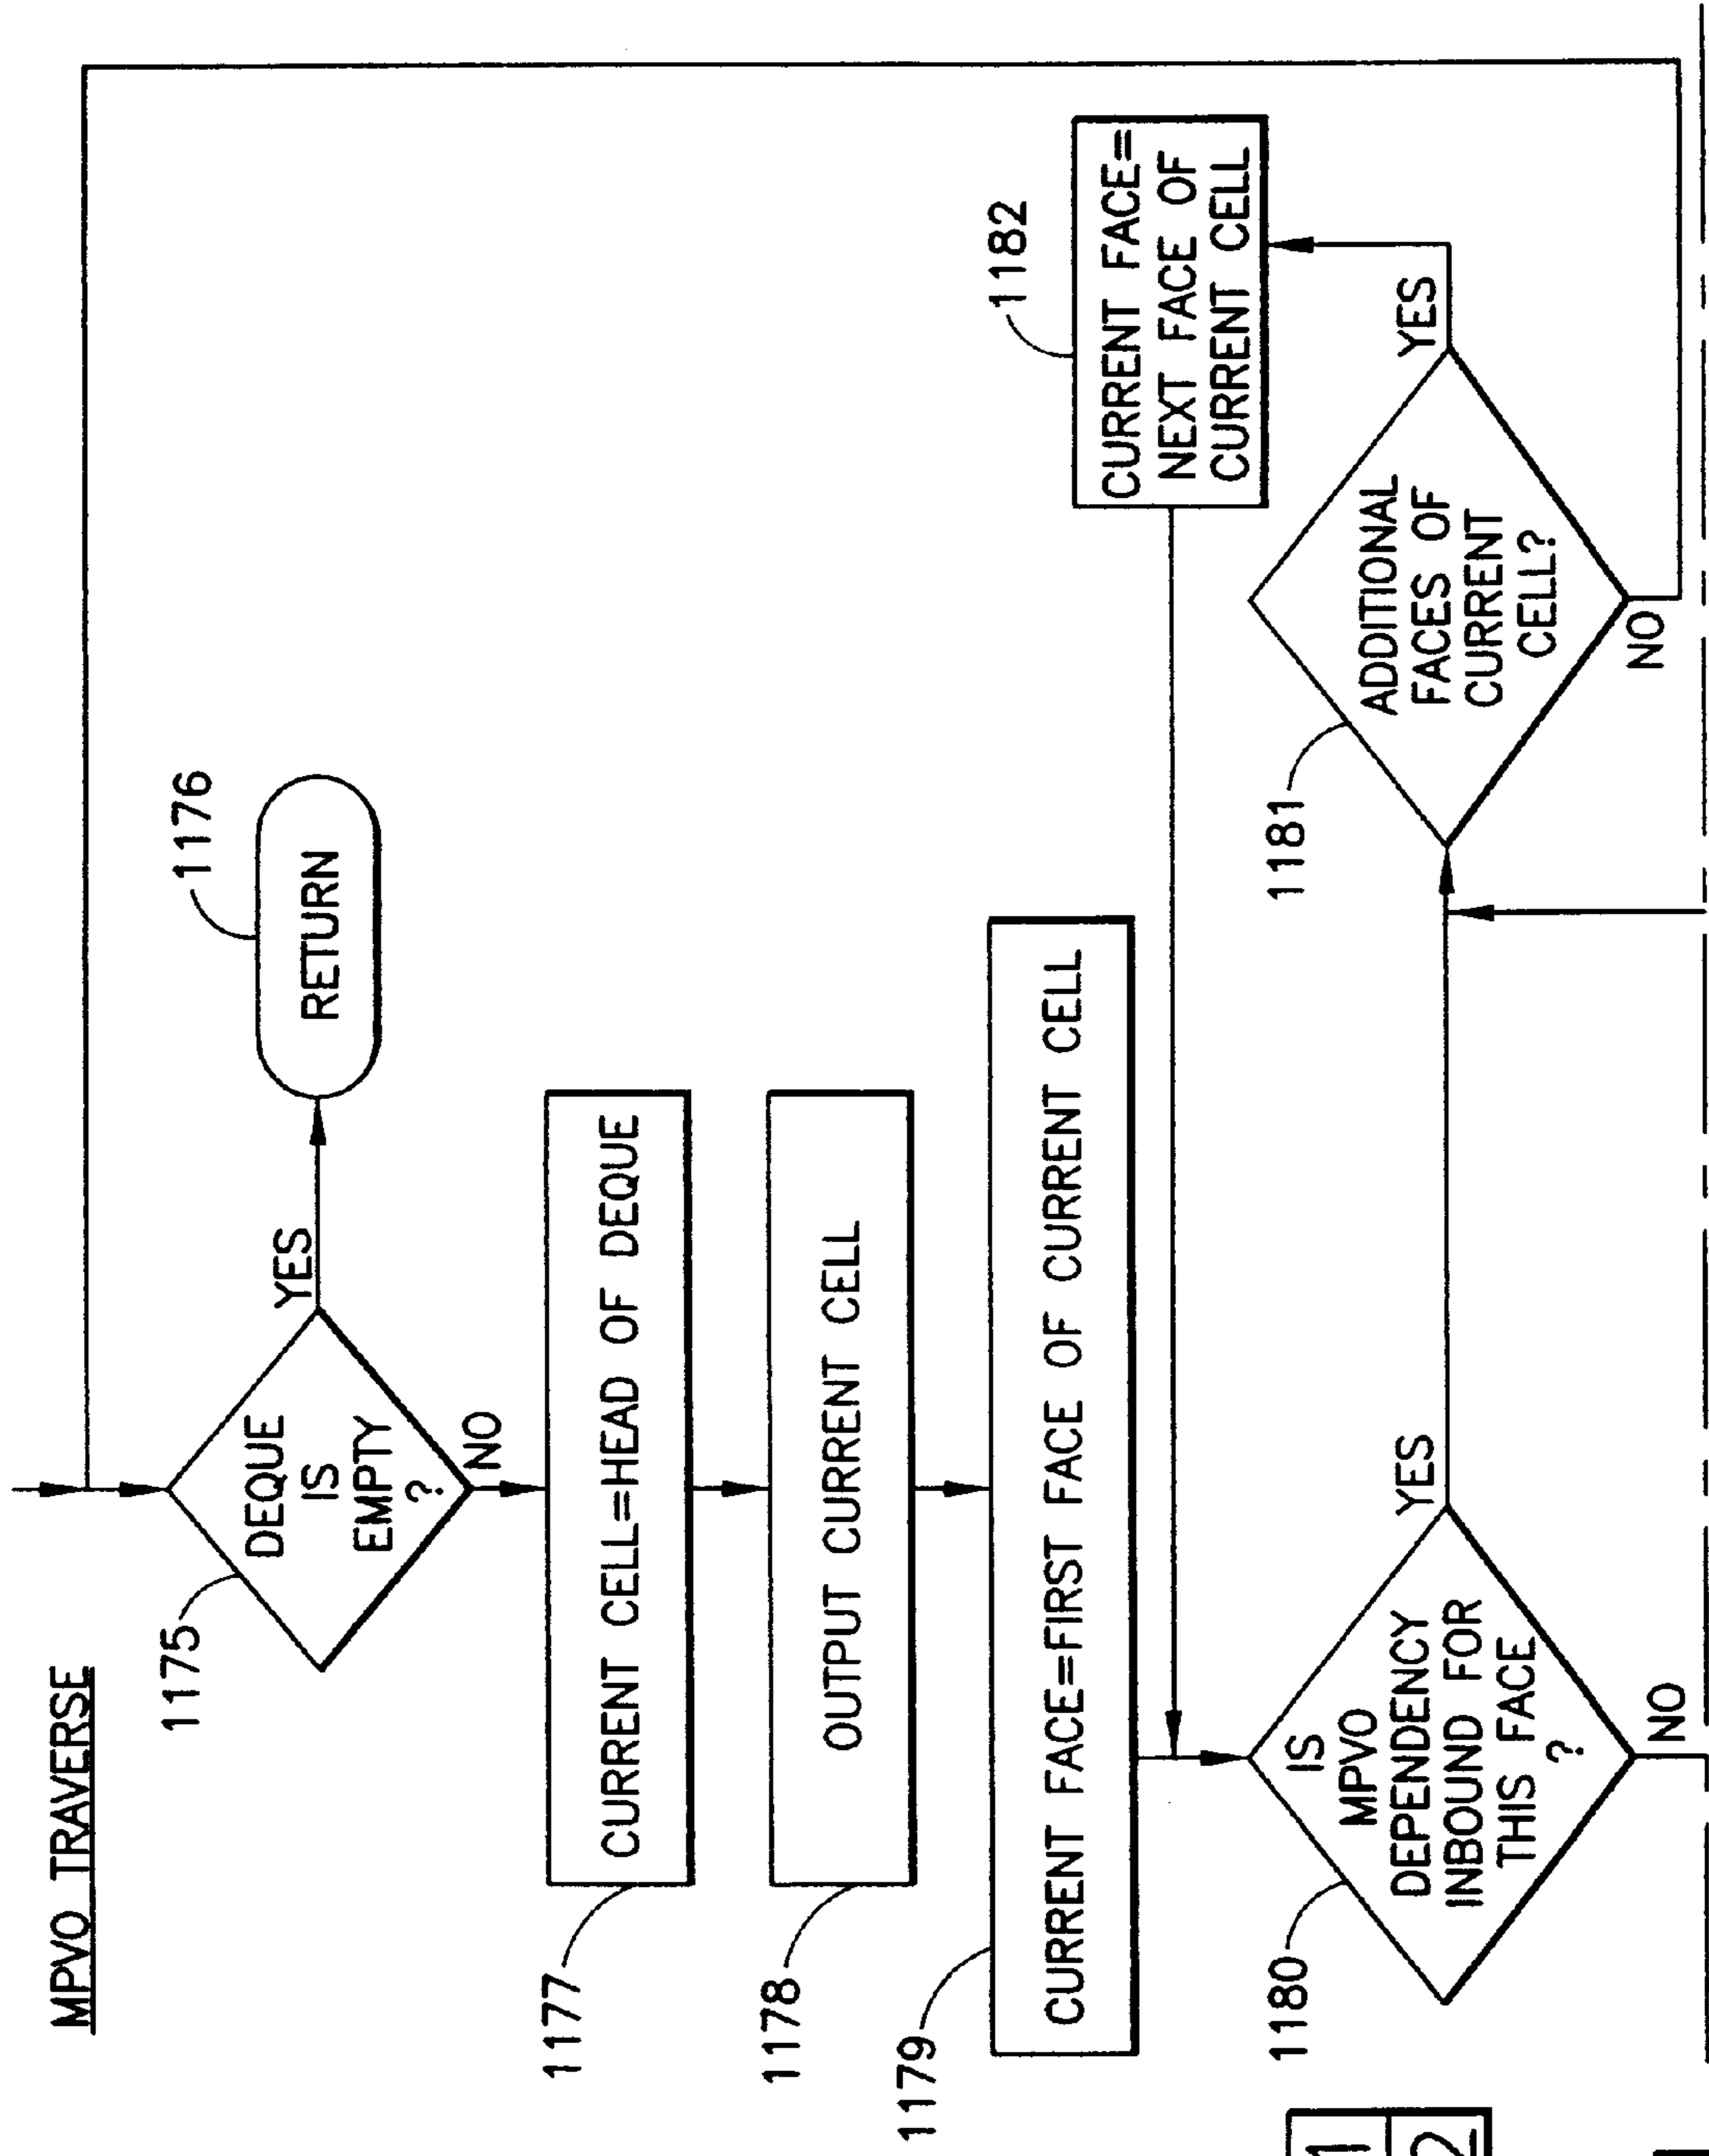 MPVO TRAVERSE
1175
DEQUE
IS
EMPTY
?
YES
NO
1176
RETURN
1177
CURRENT CELL=HEAD OF DEQUE
1178
OUTPUT CURRENT CELL
1179
CURRENT FACE=FIRST FACE OF CURRENT CELL
1180
IS
MPVO
DEPENDENCY
INBOUND FOR
THIS FACE
?
YES
NO
1181
ADDITIONAL
FACES OF
CURRENT
CELL?
YES
NO
1182
CURRENT FACE=
NEXT FACE OF
CURRENT CELL
1
2